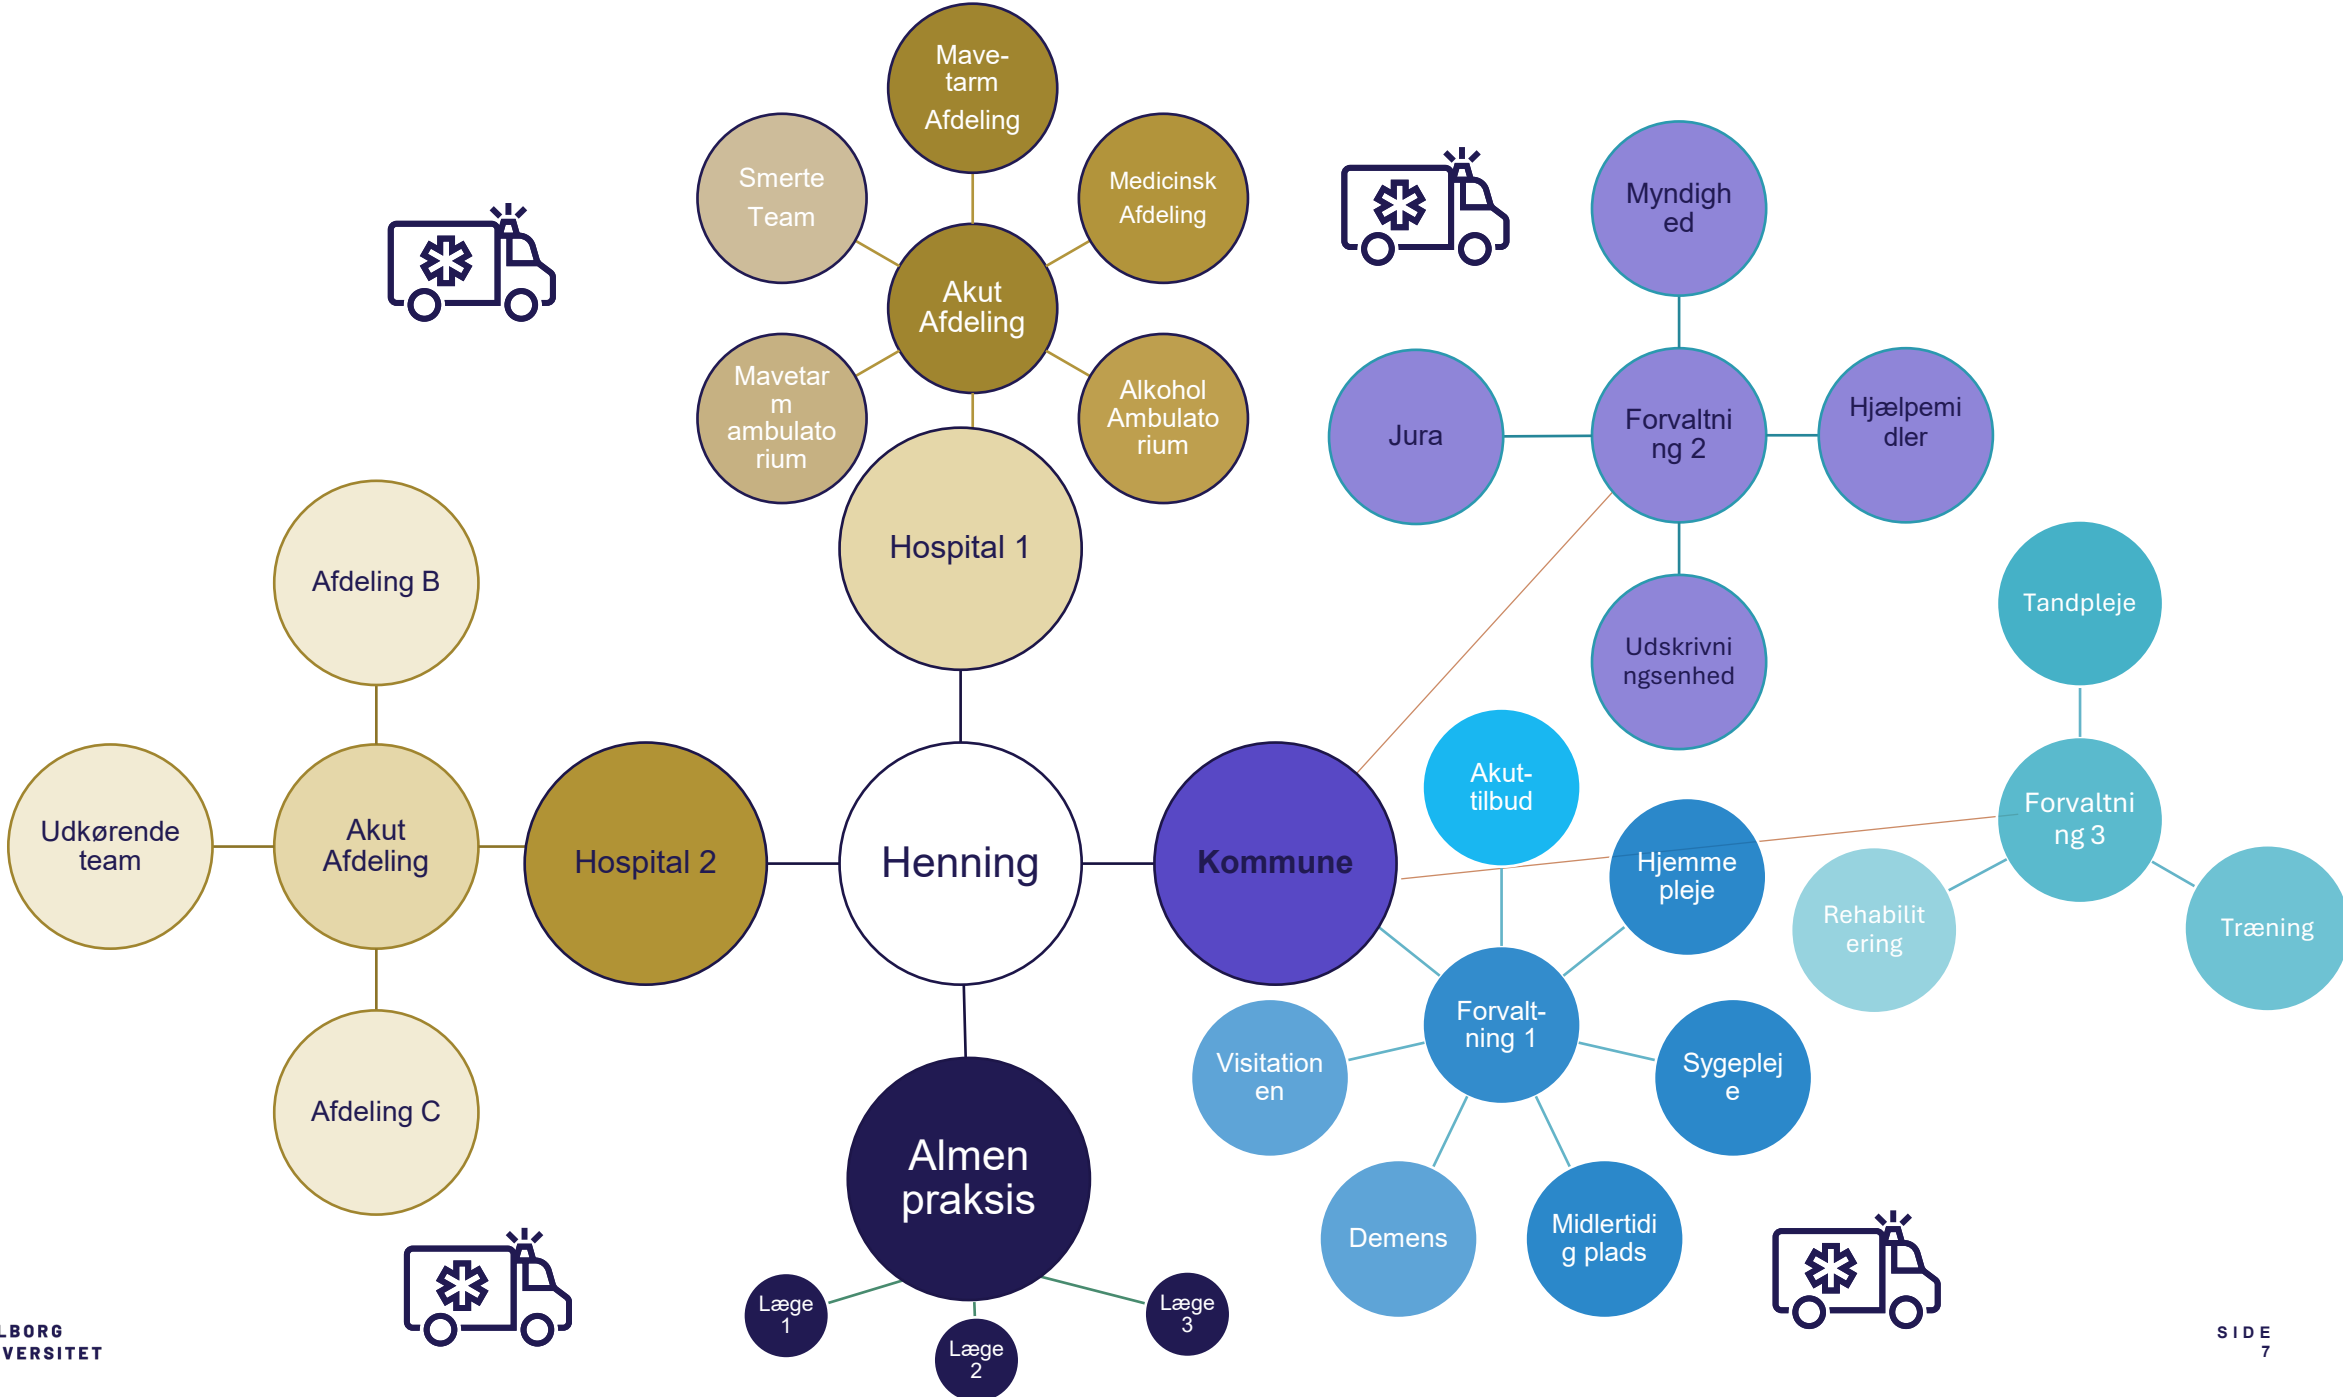 Mave-
tarm
Afdeling
Smerte
Team
Medicinsk
Afdeling
Akut
Afdeling
Mavetar
m
ambulato
rium
Alkohol
Ambulato
rium
Hospital 1
Myndigh
ed
Jura
Forvaltni
ng 2
Hjælpemi
dler
Udskrivni
ngsenhed
Afdeling B
Udkørende
team
Akut
Afdeling
Afdeling C
Hospital 2
Henning
Kommune
Akut-
tilbud
Hjemme
pleje
Forvalt-
ning 1
Visitation
en
Sygeplej
e
Demens
Midlertidi
g plads
Tandpleje
Forvaltni
ng 3
Rehabilit
ering
Træning
Almen
praksis
Læge
1
Læge
2
Læge
3
LBORG
VERSITET
SIDE
7